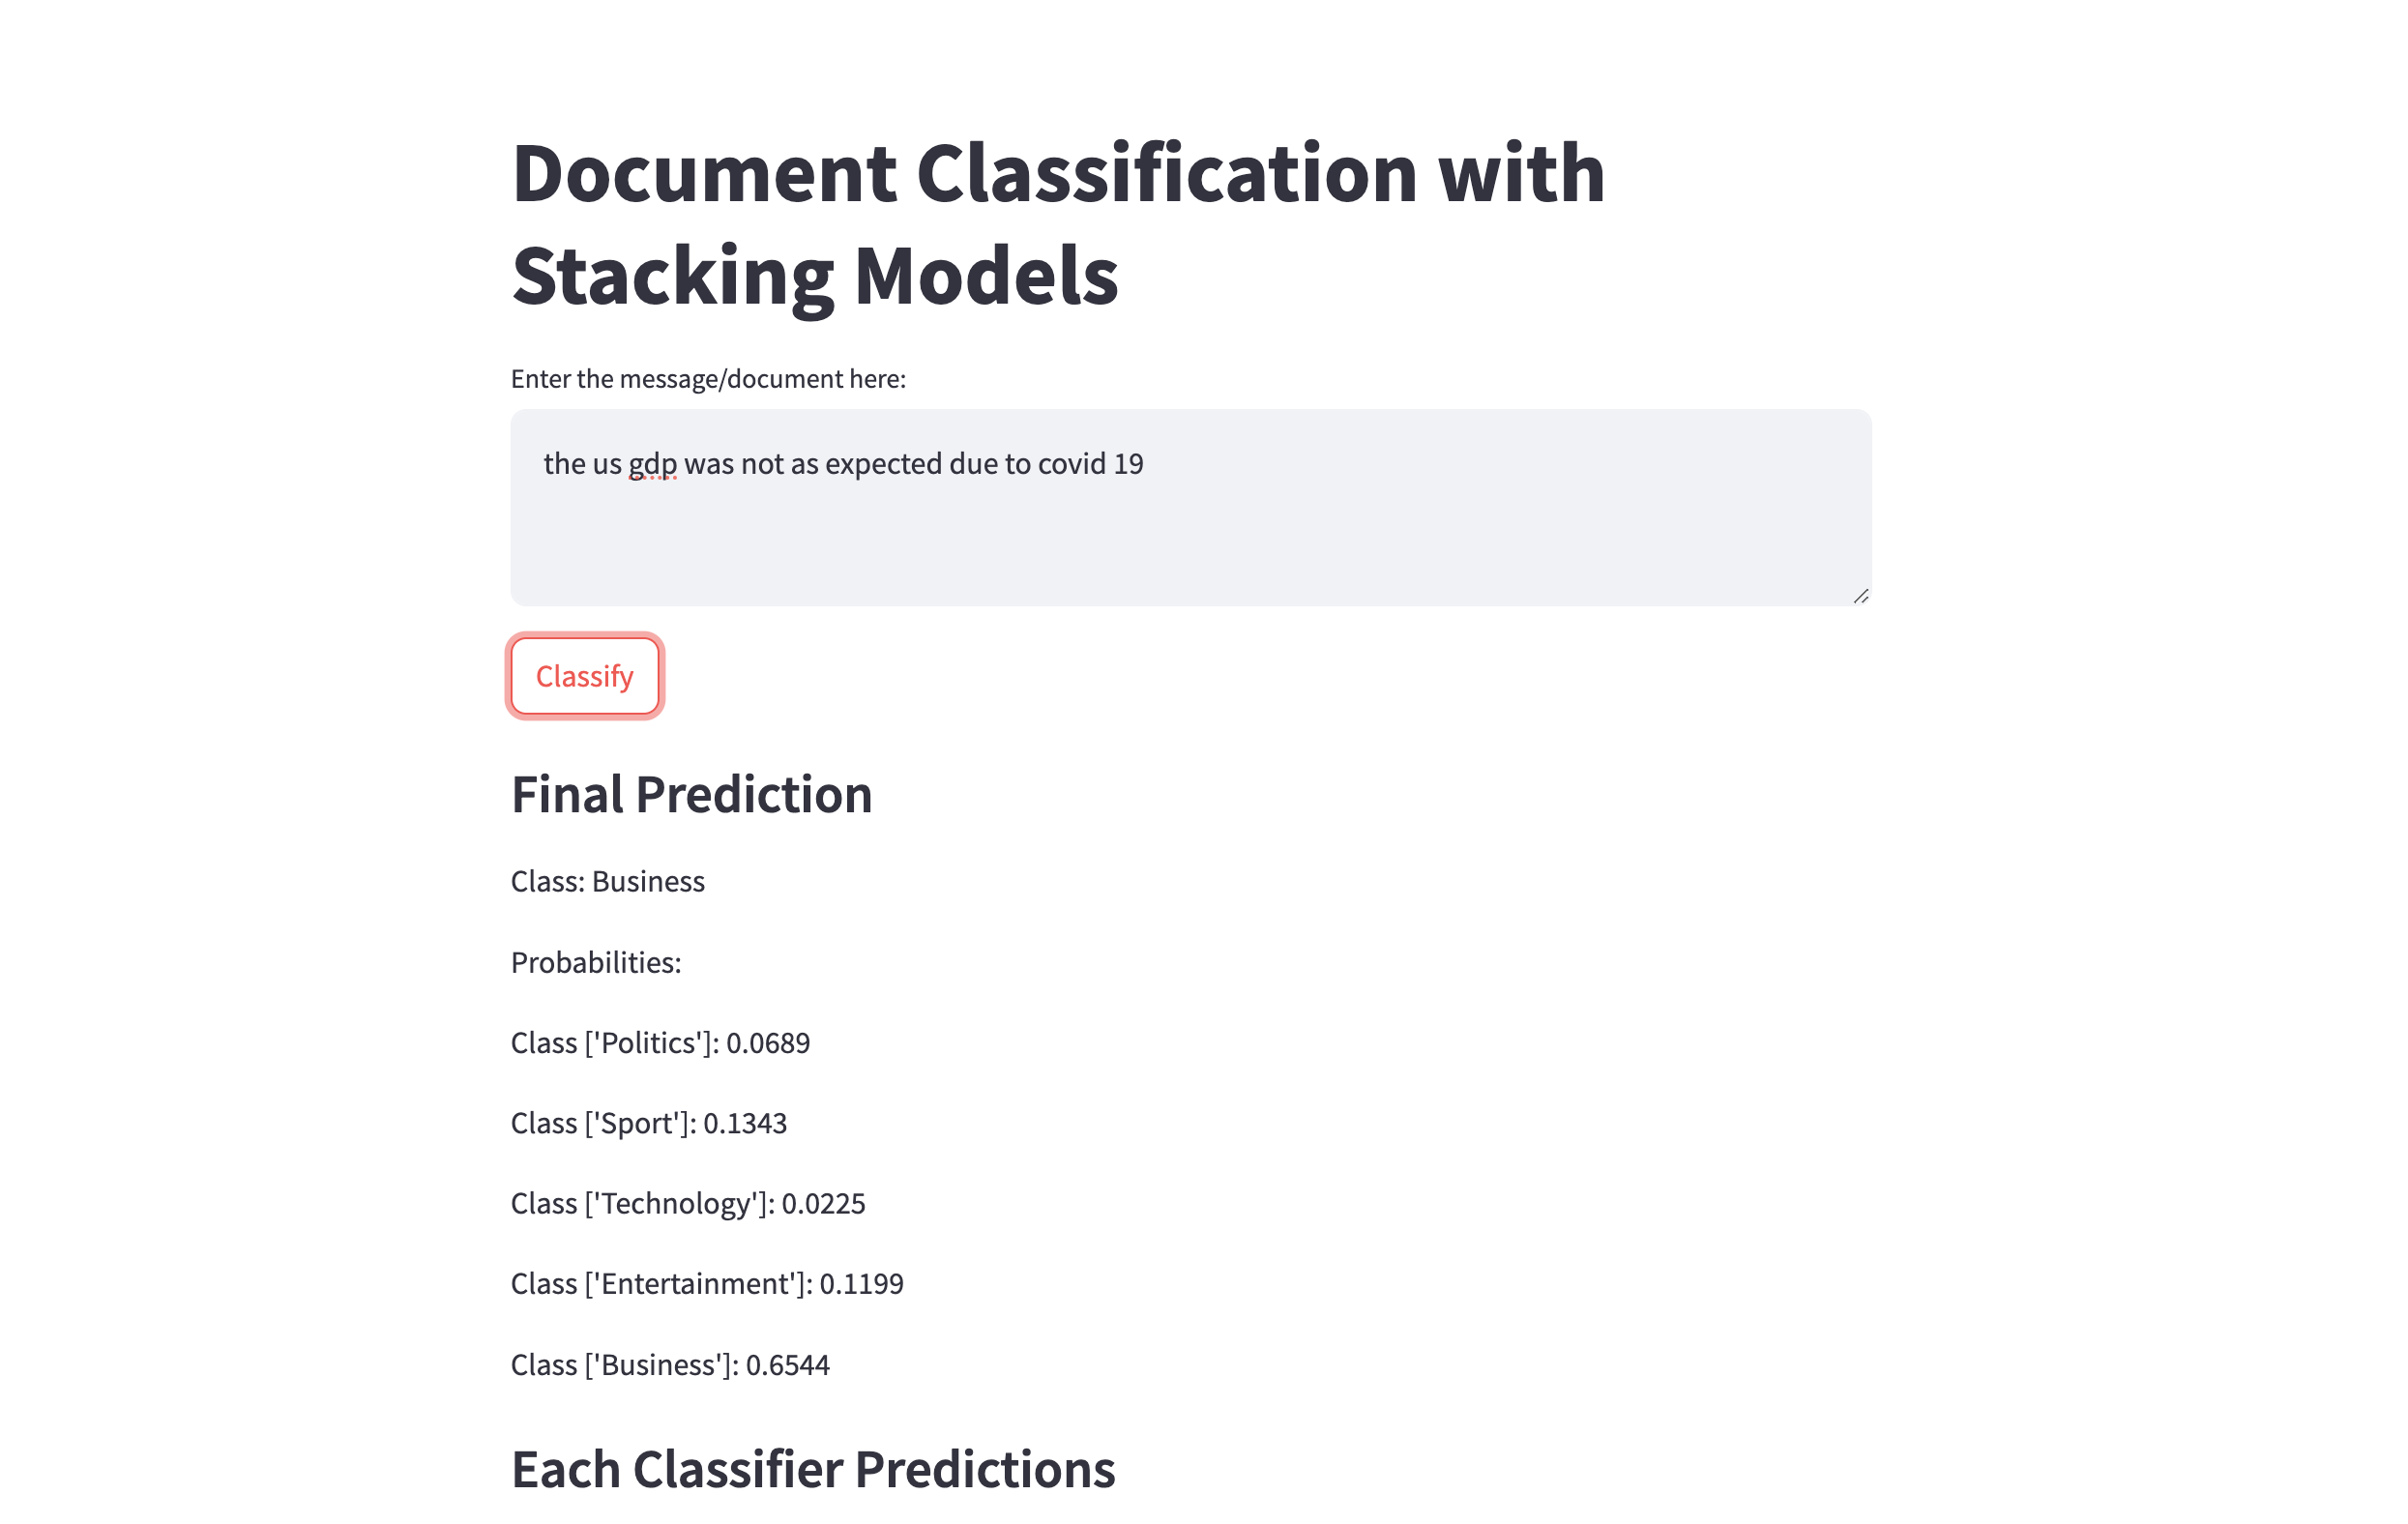 Document Classification with
Stacking Models
Enter the message/document here:
the us gdp was not as expected due to covid 19
Classify
Final Prediction
Class: Business
Probabilities:
Class ['Politics']: 0.0689
Class ['Sport']: 0.1343
Class ['Technology']: 0.0225
Class ['Entertainment']: 0.1199
Class ['Business']: 0.6544
Each Classifier Predictions